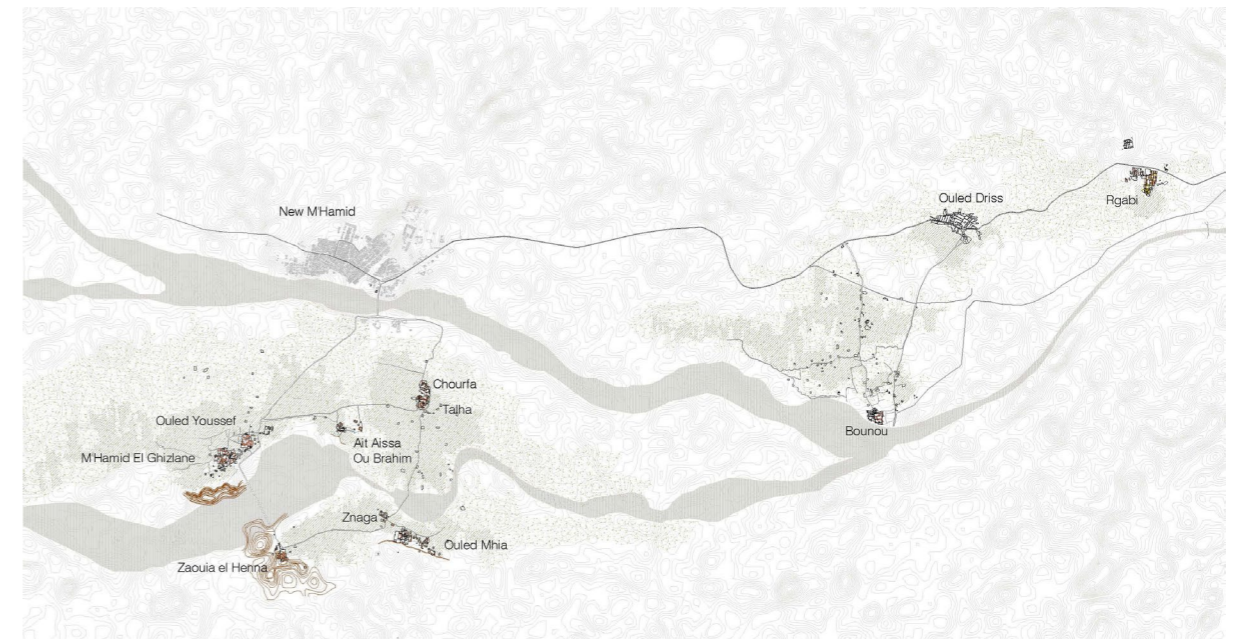 New M'Hamid
Ouled Driss
Rgabi
Chourfa
Talha
Ouled Youssef
Ait Aissa
Ou Brahim
M'Hamid El Ghizlane
Bounou
Znaga
Ouled Mhia
Zaouia el Henna